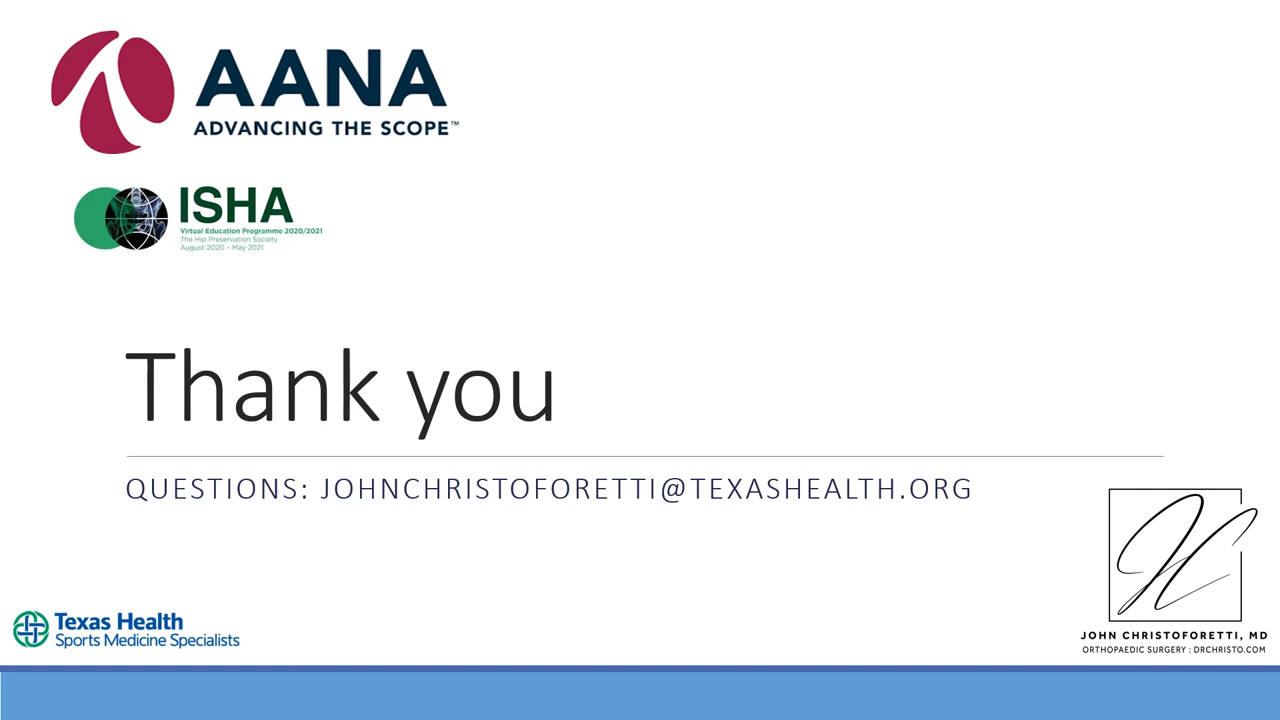 AANA
ADVANCING THE SCOPE™
ISHA
Virtual Education Programme 2020/2021
The Hip Preservation Society
August 2020 – May 2021
Thank you
QUESTIONS: JOHNCHRISTOFORETTI@TEXASHEALTH.ORG
JC
Texas Health
Sports Medicine Specialists
JOHN CHRISTOFORETTI, MD
ORTHOPAEDIC SURGERY : DRCHRISTO.COM